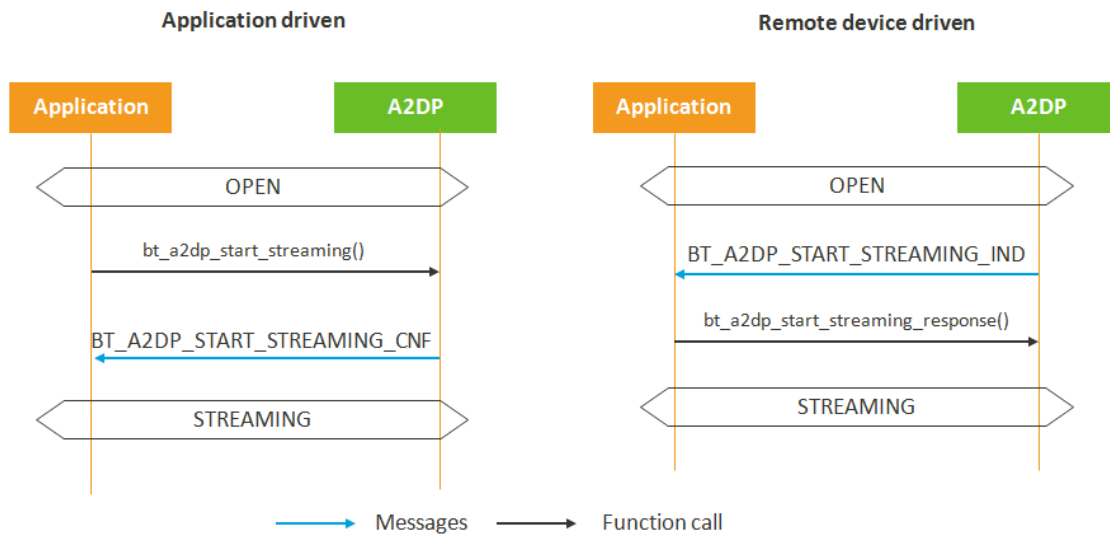 Application driven
Application
A2DP
OPEN
bt_a2dp_start_streaming()
BT_A2DP_START_STREAMING_CNF
STREAMING
Remote device driven
Application
A2DP
OPEN
BT_A2DP_START_STREAMING_IND
bt_a2dp_start_streaming_response()
STREAMING
Messages
Function call